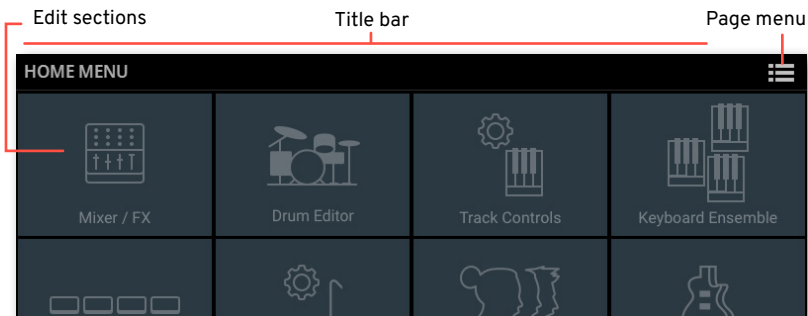 Edit sections
Title bar
Page menu
HOME MENU
Mixer / FX
Drum Editor
Track Controls
Keyboard Ensemble